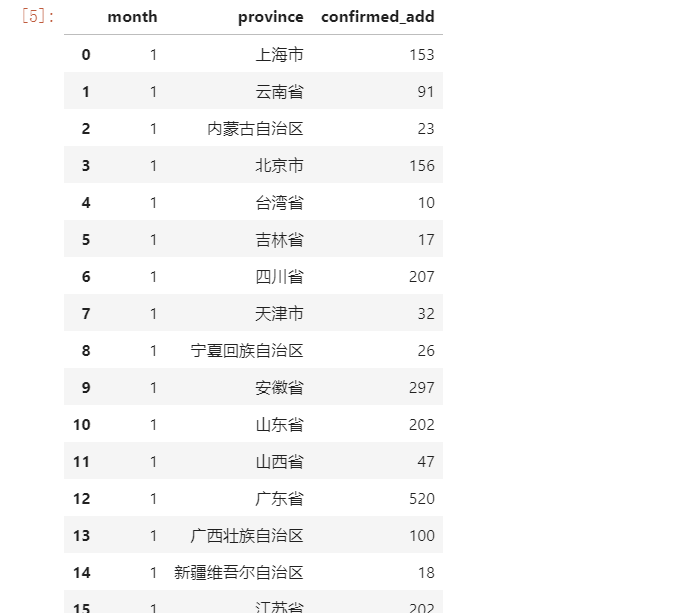 [5]:
month province confirmed_add
0 1 上海市 153
1 1 云南省 91
2 1 内蒙古自治区 23
3 1 北京市 156
4 1 台湾省 10
5 1 吉林省 17
6 1 四川省 207
7 1 天津市 32
8 1 宁夏回族自治区 26
9 1 安徽省 297
10 1 山东省 202
11 1 山西省 47
12 1 广东省 520
13 1 广西壮族自治区 100
14 1 新疆维吾尔自治区 18
15 1 江苏省 202